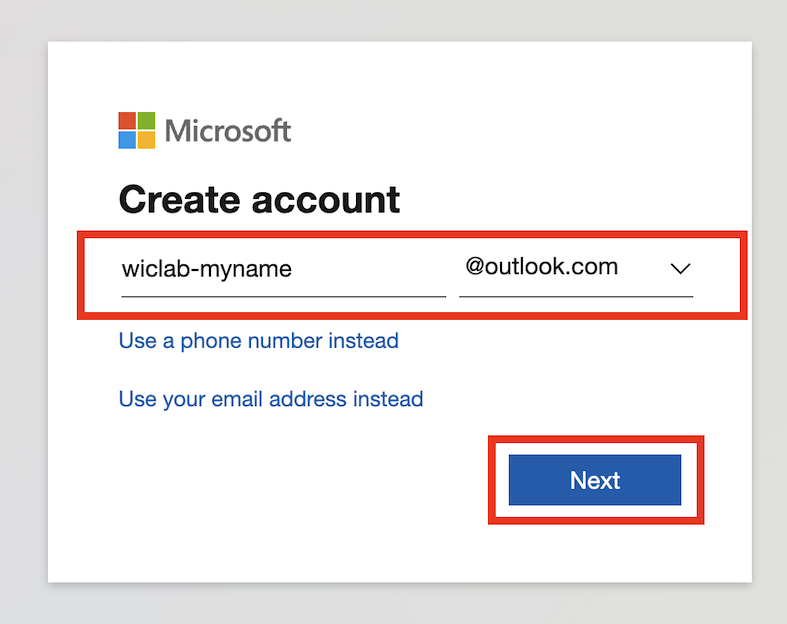 Microsoft
Create account
wiclab-myname @outlook.com
Use a phone number instead
Use your email address instead
Next